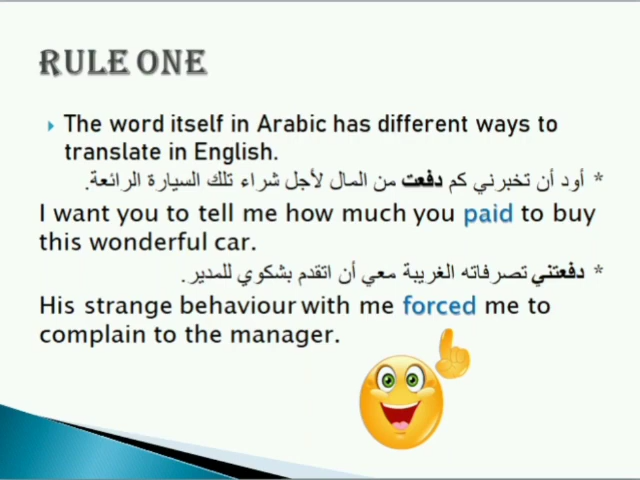 RULE ONE
The word itself in Arabic has different ways to
translate in English.
* أود أن تخبرني كم دفعت من المال لأجل شراء تلك السيارة الرائعة.
I want you to tell me how much you paid to buy
this wonderful car.
* دفعتني تصرفاته الغريبة معي أن اتقدم بشكوي للمدير.
His strange behaviour with me forced me to
complain to the manager.